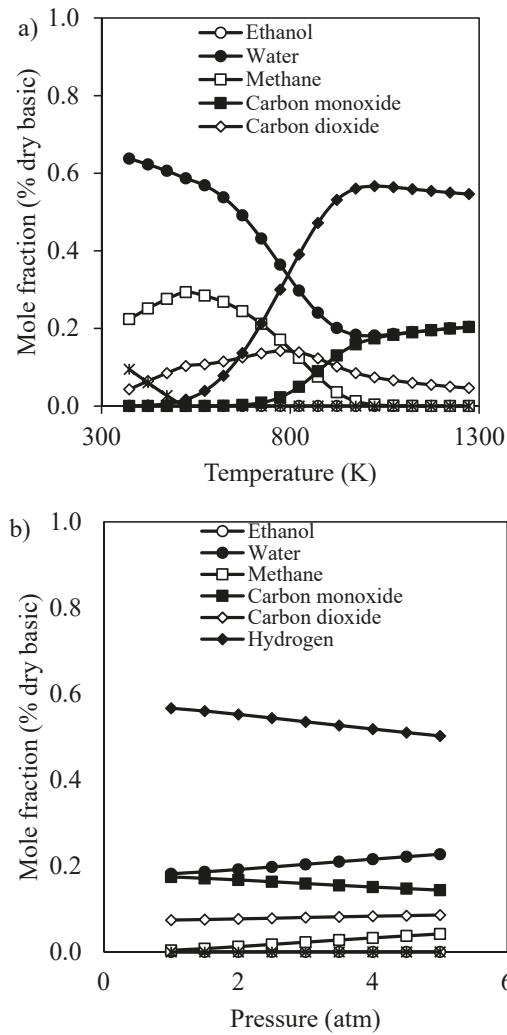 a)
Ethanol
Water
Methane
Carbon monoxide
Carbon dioxide
Mole fraction (% dry basic)
1.0
0.8
0.6
0.4
0.2
0.0
300 800 1300
Temperature (K)
b)
Ethanol
Water
Methane
Carbon monoxide
Carbon dioxide
Hydrogen
Mole fraction (% dry basic)
1.0
0.8
0.6
0.4
0.2
0.0
0 2 4 6
Pressure (atm)